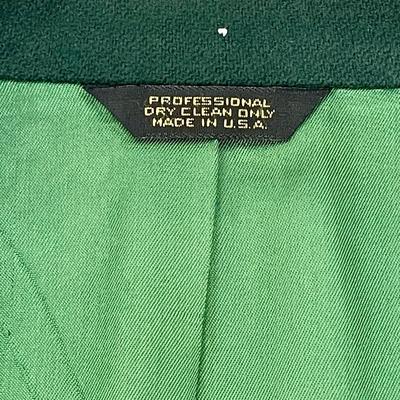 PROFESSIONAL
DRY CLEAN ONLY
MADE IN U.S.A.